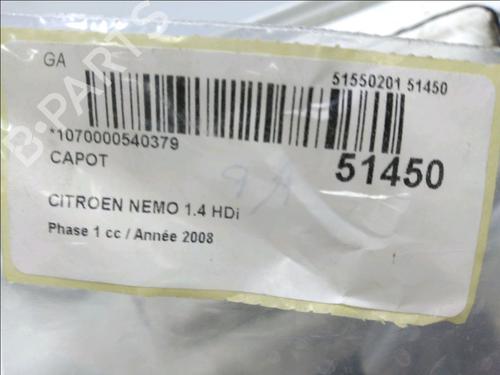 GA
51550201 51450
*1070000540379
51450
CAPOT
CITROEN NEMO 1.4 HDi
Phase 1 cc / Année 2008
B-PARTS